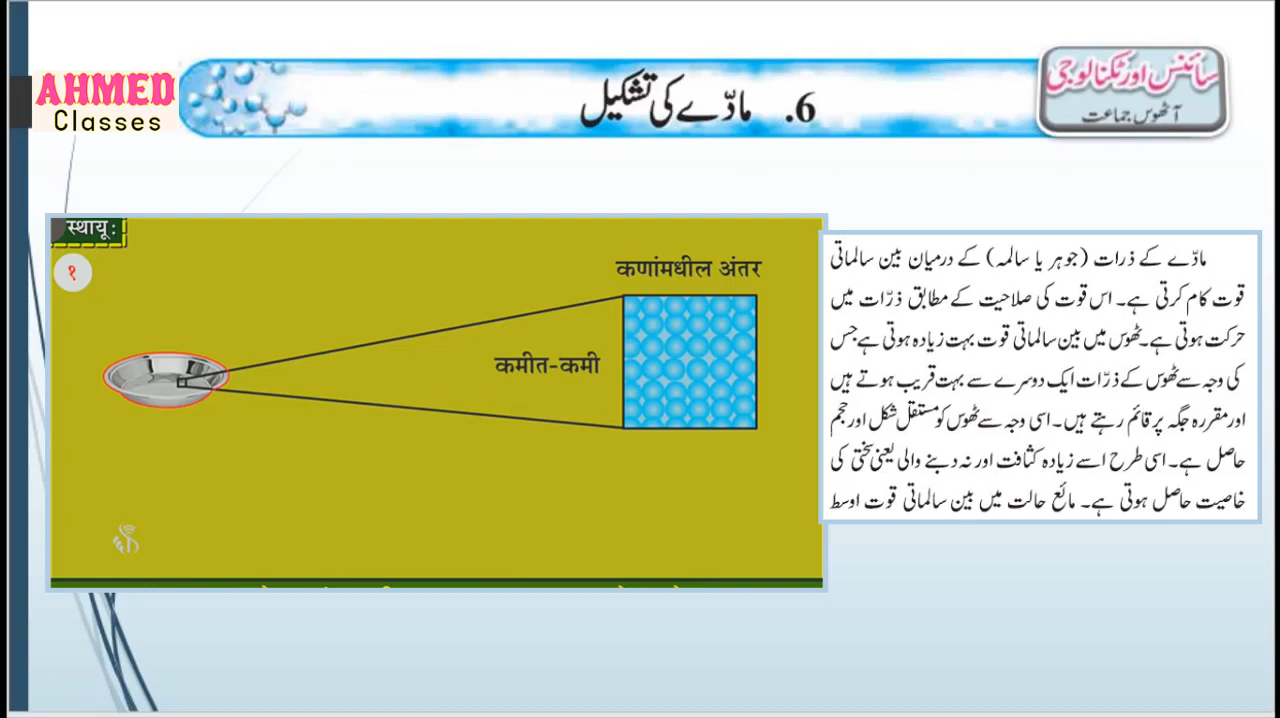 AHMED
Classes
6. مادّے کی تشکیل
سائنس اور ٹکنالوجی
آٹھویں جماعت
स्थायू:
१
कणांमधील अंतर
कमीत-कमी
مادّے کے ذرات (جوہر یا سالمہ) کے درمیان بین سالماتی
قوت کام کرتی ہے۔ اس قوت کی صلاحیت کے مطابق ذرّات میں
حرکت ہوتی ہے۔ ٹھوس میں بین سالماتی قوت بہت زیادہ ہوتی ہے جس
کی وجہ سے ٹھوس کے ذرّات ایک دوسرے سے بہت قریب ہوتے ہیں
اور مقررہ جگہ پر قائم رہتے ہیں۔ اسی وجہ سے ٹھوس کو مستقل شکل اور حجم
حاصل ہے۔ اسی طرح اسے زیادہ کثافت اور نہ دبنے والی یعنی سختی کی
خاصیت حاصل ہوتی ہے۔ مائع حالت میں بین سالماتی قوت اوسط